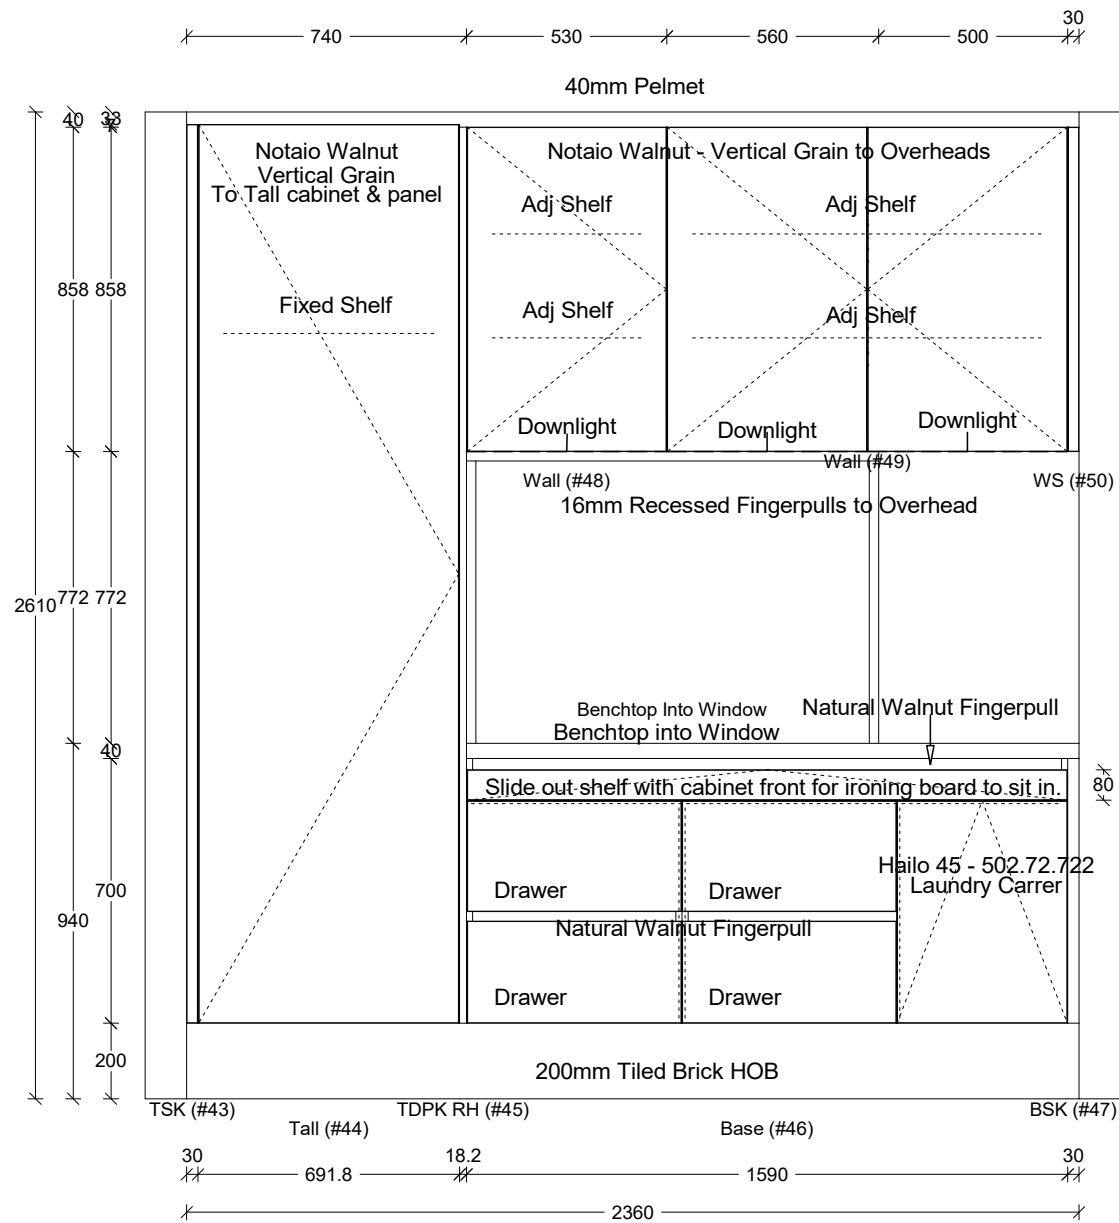 30
740
530
560
500
40mm Pelmet
40
33
7
Notaio Walnut
Vertical Grain
To Tall cabinet & panel
Notaio Walnut - Vertical Grain to Overheads
Adj Shelf
Adj Shelf
858
858
Fixed Shelf
Adj Shelf
Adj Shelf
Downlight
Downlight
Downlight
Wall (#48)
Wall (#49)
WS (#50)
16mm Recessed Fingerpulls to Overhead
2610
772
772
Benchtop Into Window
Natural Walnut Fingerpull
Benchtop into Window
40
Slide out shelf with cabinet front for ironing board to sit in.
80
Hailo 45 - 502.72.722
Laundry Carrer
700
Drawer
Drawer
940
Natural Walnut Fingerpull
Drawer
Drawer
200
200mm Tiled Brick HOB
TSK (#43)
TDPK RH (#45)
BSK (#47)
Tall (#44)
Base (#46)
30
18.2
30
691.8
1590
2360